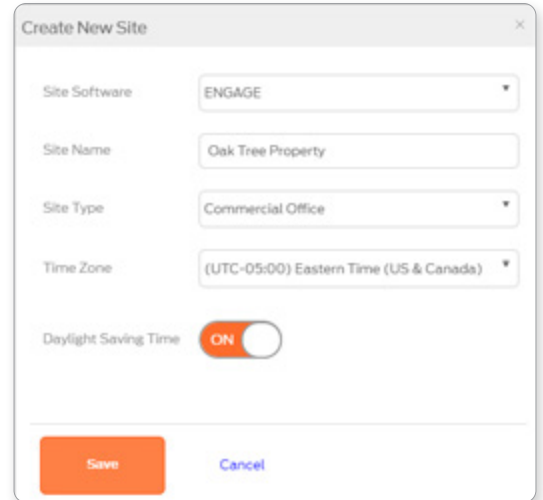 Create New Site ×
Site Software ENGAGE
Site Name Oak Tree Property
Site Type Commercial Office
Time Zone (UTC-05:00) Eastern Time (US & Canada)
Daylight Saving Time ON
Save Cancel